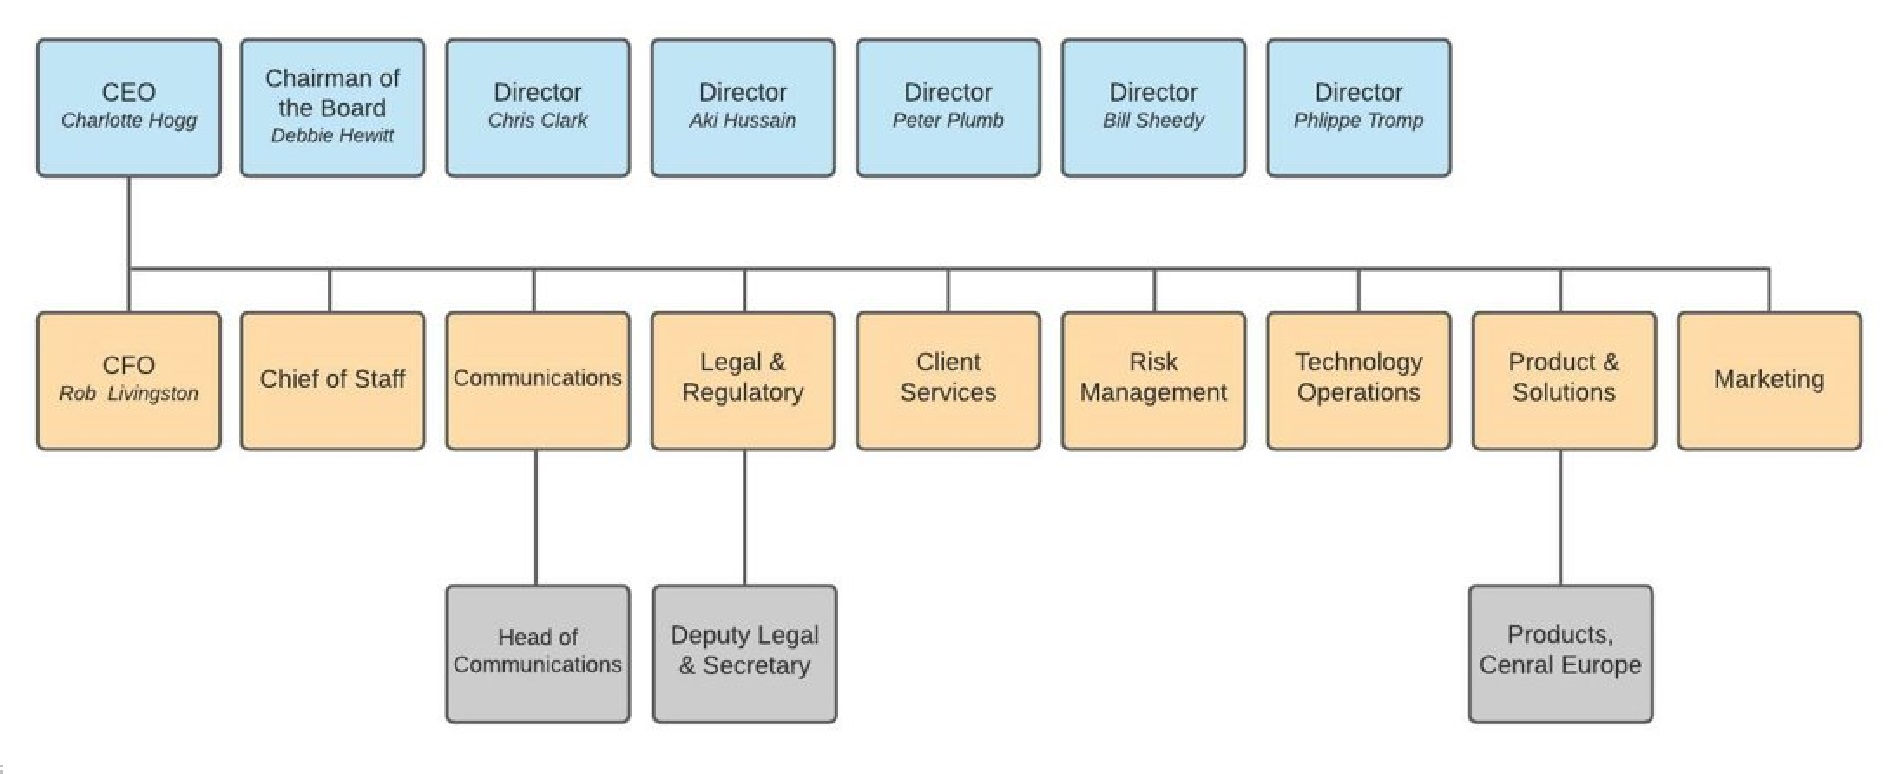 CEO
Charlotte Hogg
Chairman of
the Board
Debbie Hewitt
Director
Chris Clark
Director
Aki Hussain
Director
Peter Plumb
Director
Bill Sheedy
Director
Phlippe Tromp
CFO
Rob Livingston
Chief of Staff
Communications
Legal &
Regulatory
Client
Services
Risk
Management
Technology
Operations
Product &
Solutions
Marketing
Head of
Communications
Deputy Legal
& Secretary
Products,
Cenral Europe